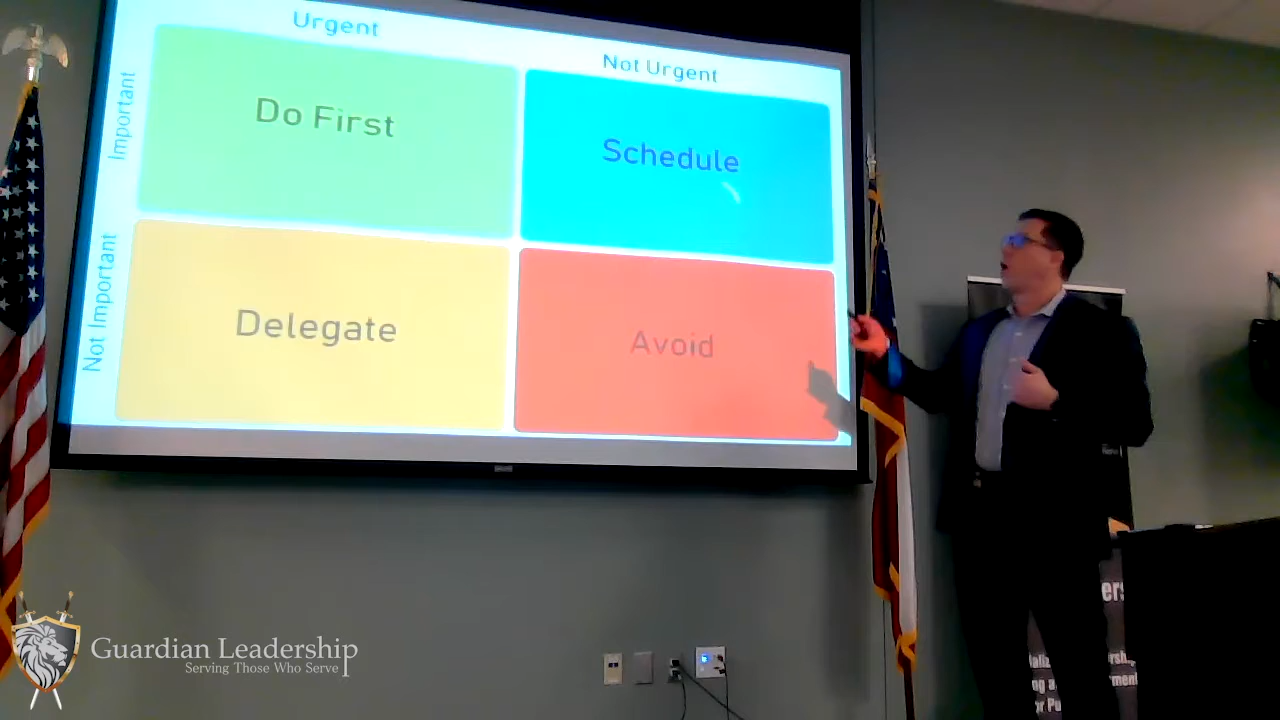 Urgent
Not Urgent
Important
Do First
Schedule
Not Important
Delegate
Avoid
Guardian Leadership
Serving Those Who Serve